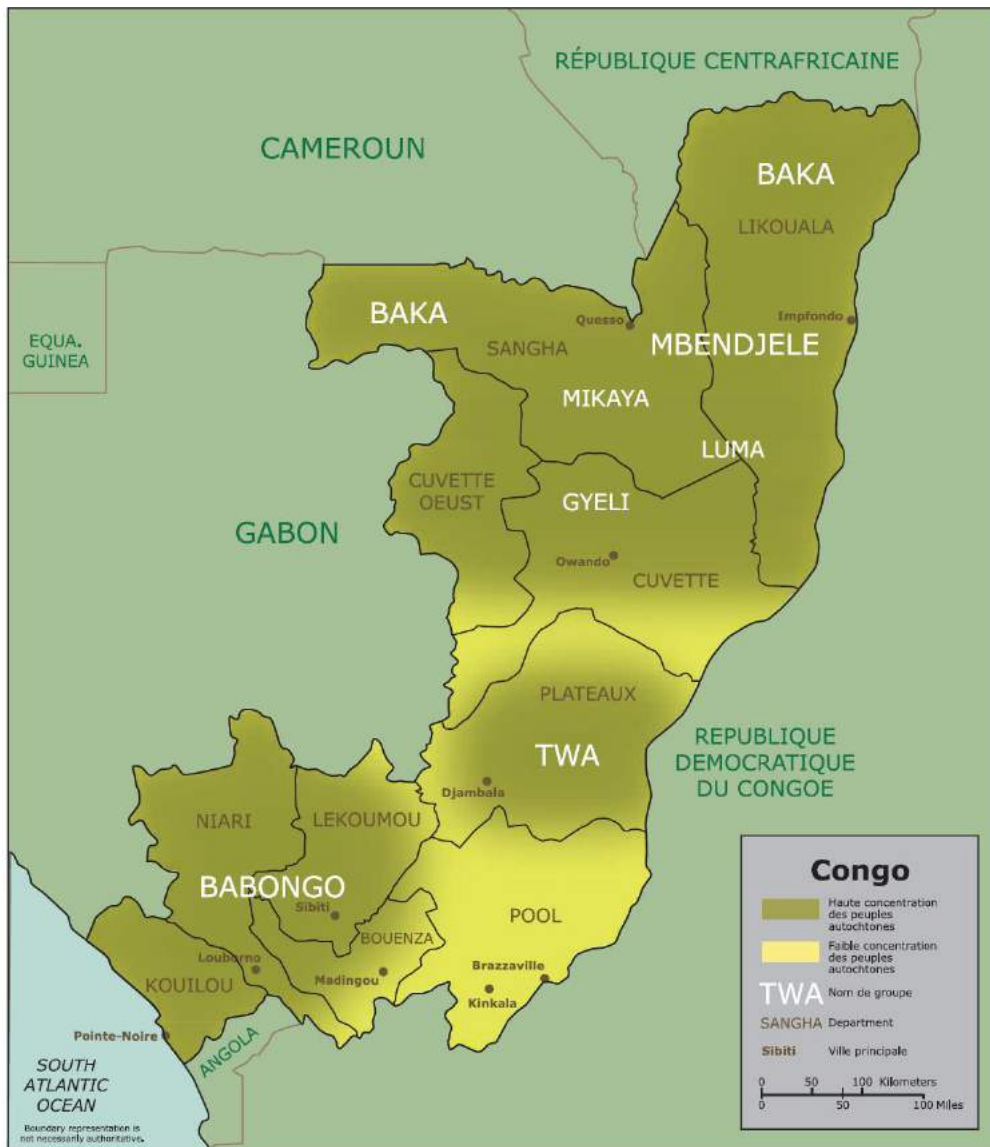 RÉPUBLIQUE CENTRAFRICAINE
CAMEROUN
BAKA
LIKOUALA
BAKA
Quesso
Impfondo
EQUA.
GUINEA
SANGHA
MBENDJELE
MIKAYA
LUMA
CUVETTE
OEUST
GYELI
GABON
Owando
CUVETTE
PLATEAUX
TWA
REPUBLIQUE
DEMOCRATIQUE
DU CONGOE
Djambala
NIARI
LEKOUMOU
BABONGO
Sibiti
POOL
BOUENZA
Loubomo
Madingou
Brazzaville
KOUILOU
Kinkala
Pointe-Noire
ANGOLA
SOUTH
ATLANTIC
OCEAN
Boundary representation is
not necessarily authoritative.
Congo
Haute concentration
des peuples
autochtones
Faible concentration
des peuples
autochtones
TWA Nom de groupe
SANGHA Department
Sibiti Ville principale
0 50 100 Kilometers
0 50 100 Miles